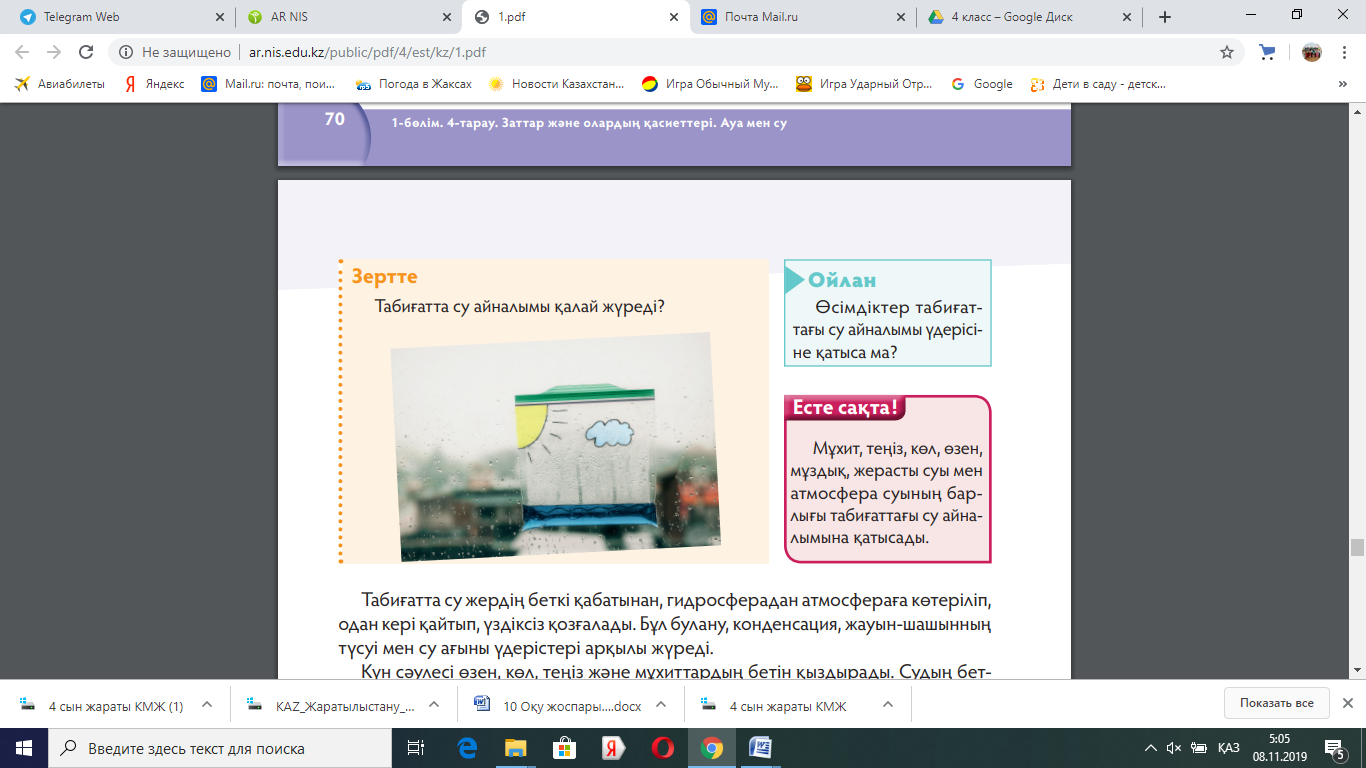 Telegram Web
AR NIS
1.pdf
Почта Mail.ru
4 класс – Google Диск
Не защищено
ar.nis.edu.kz/public/pdf/4/est/kz/1.pdf
Авиабилеты
Яндекс
Mail.ru: почта, пои...
Погода в Жаксах
Новости Казахстан...
Игра Обычный Му...
Игра Ударный Отр...
Google
Дети в саду - детск...
»
70
1-бөлім. 4-тарау. Заттар және олардың қасиеттері. Ауа мен су
Зертте
Табиғатта су айналымы қалай жүреді?
Ойлан
Өсімдіктер табиғат-
тағы су айналымы үдерісі-
не қатыса ма?
Есте сақта!
Мұхит, теңіз, көл, өзен,
мұздық, жерасты суы мен
атмосфера суының бар-
лығы табиғаттағы су айна-
лымына қатысады.
Табиғатта су жердің беткі қабатынан, гидросферадан атмосфераға көтеріліп,
одан кері қайтып, үздіксіз қозғалады. Бұл булану, конденсация, жауын-шашынның
түсуі мен су ағыны үдерістері арқылы жүреді.
Күн сәулесі өзен, көл, теңіз және мұхиттардың бетін қыздырады. Судың бет-
4 сын жараты КМЖ (1)
KAZ_Жаратылыстану_...
10 Оқу жоспары....docx
4 сын жараты КМЖ
Показать все
Введите здесь текст для поиска
ҚАЗ
5:05
08.11.2019
5